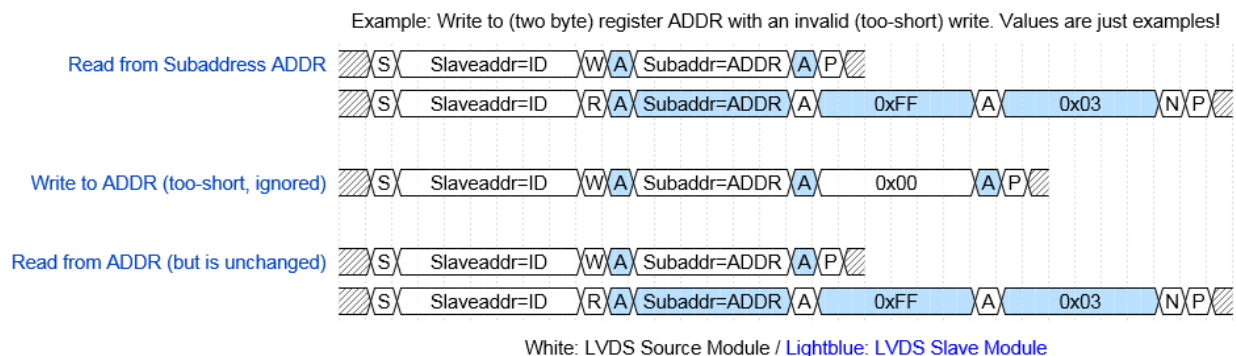 Example: Write to (two byte) register ADDR with an invalid (too-short) write. Values are just examples!
Read from Subaddress ADDR S Slaveaddr=ID W A Subaddr=ADDR A P
S Slaveaddr=ID R A Subaddr=ADDR A 0xFF A 0x03 N P
Write to ADDR (too-short, ignored) S Slaveaddr=ID W A Subaddr=ADDR A 0x00 A P
Read from ADDR (but is unchanged) S Slaveaddr=ID W A Subaddr=ADDR A P
S Slaveaddr=ID R A Subaddr=ADDR A 0xFF A 0x03 N P
White: LVDS Source Module / Lightblue: LVDS Slave Module